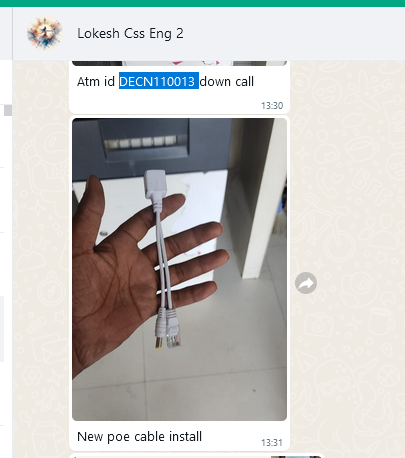 Lokesh Css Eng 2
Atm id DECN110013 down call
13:30
New poe cable install
13:31